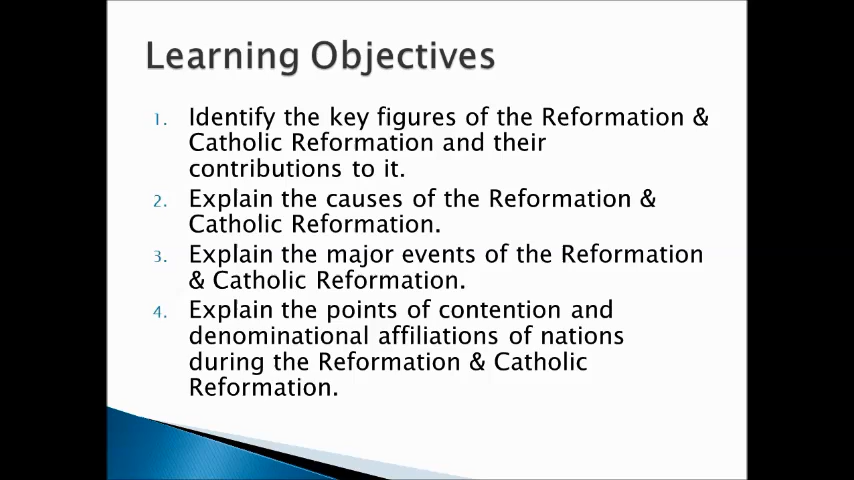 Learning Objectives
1. Identify the key figures of the Reformation &
Catholic Reformation and their
contributions to it.
2. Explain the causes of the Reformation &
Catholic Reformation.
3. Explain the major events of the Reformation
& Catholic Reformation.
4. Explain the points of contention and
denominational affiliations of nations
during the Reformation & Catholic
Reformation.